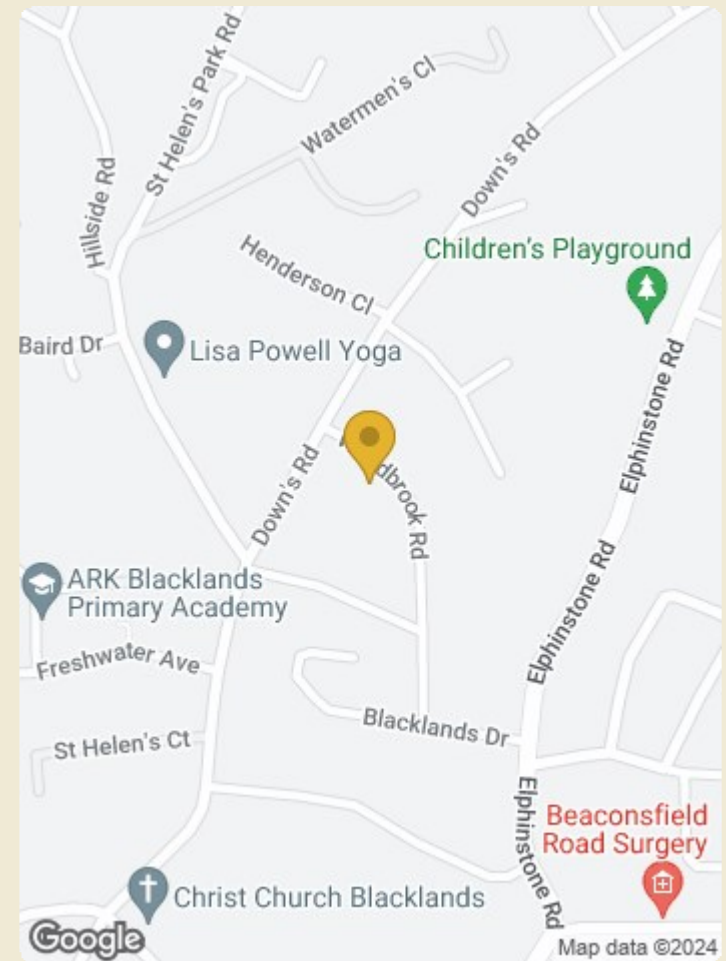 St Helen's Park Rd
Watermen's Cl
Down's Rd
Hillside Rd
Henderson Cl
Children's Playground
Baird Dr
Lisa Powell Yoga
Elphinstone Rd
Down's Rd
dbrook Rd
ARK Blacklands
Primary Academy
Elphinstone Rd
Freshwater Ave
Blacklands Dr
St Helen's Ct
Elphinstone Rd
Beaconsfield
Road Surgery
Christ Church Blacklands
Google
Map data ©2024